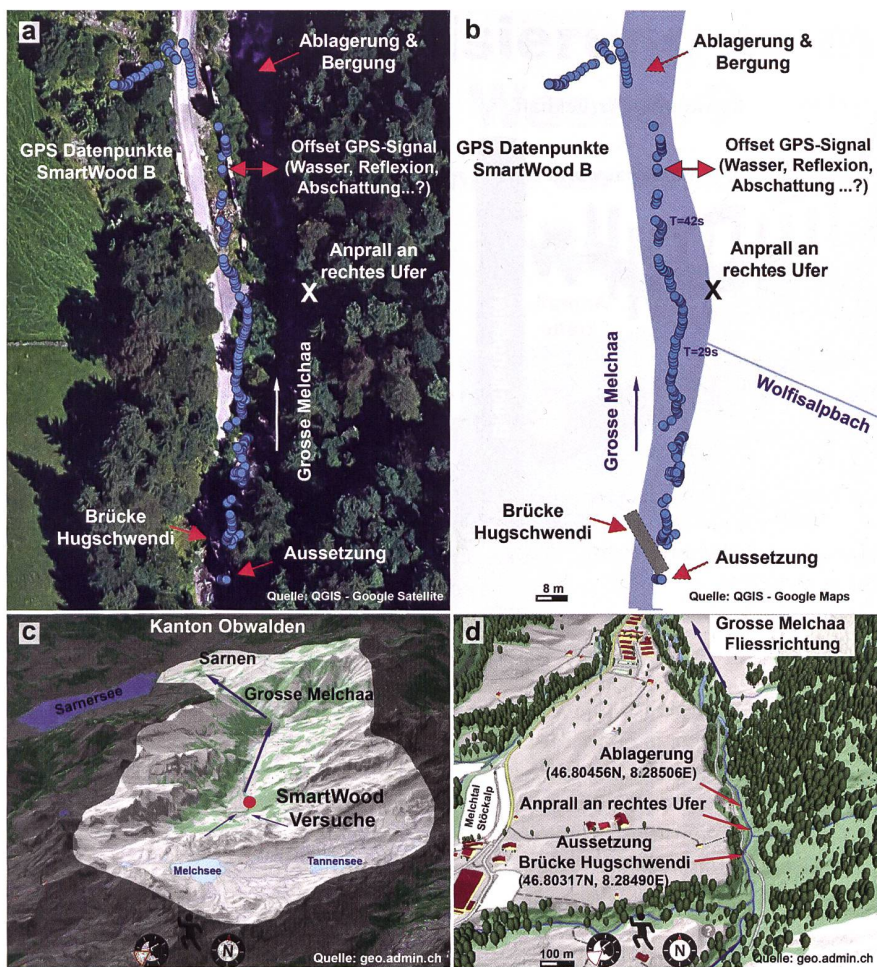 a
Ablagerung &
Bergung
GPS Datenpunkte
SmartWood B
Offset GPS-Signal
(Wasser, Reflexion,
Abschattung...?)
Anprall an
rechtes Ufer
X
Grosse Melchaa
Brücke
Hugschwendi
Aussetzung
Quelle: QGIS - Google Satellite
b
Ablagerung &
Bergung
GPS Datenpunkte
SmartWood B
Offset GPS-Signal
(Wasser, Reflexion,
Abschattung ...?)
T=42s
Anprall an
rechtes Ufer
X
T=29s
Wolfisalpbach
Grosse Melchaa
Brücke
Hugschwendi
Aussetzung
8 m
Quelle: QGIS - Google Maps
c
Kanton Obwalden
Sarnen
Sarnersee
Grosse Melchaa
SmartWood
Versuche
Melchsee
Tannensee
N
Quelle: geo.admin.ch
d
Grosse Melchaa
Fliessrichtung
Ablagerung
(46.80456N, 8.28506E)
Melchtal
Stöckalp
Anprall an rechtes Ufer
Aussetzung
Brücke Hugschwendi
(46.80317N, 8.28490E)
?
100 m
N
Quelle: geo.admin.ch